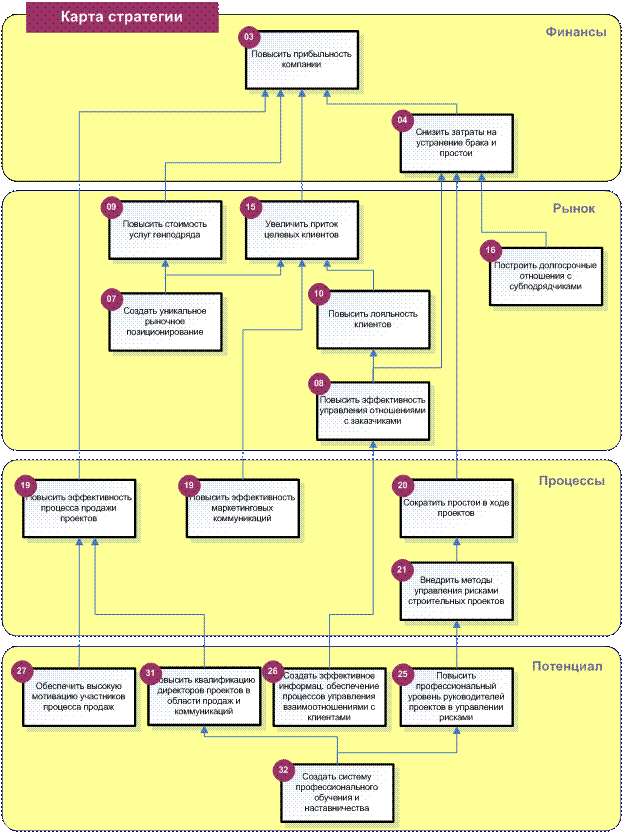 Карта стратегии
Финансы
03
Повысить прибыльность
компании
04
Снизить затраты на
устранение брака и
простои
Рынок
09
Повысить стоимость
услуг генподряда
15
Увеличить приток
целевых клиентов
16
Построить долгосрочные
отношения с
субподрядчиками
07
Создать уникальное
рыночное
позиционирование
10
Повысить лояльность
клиентов
08
Повысить эффективность
управления отношениями
с заказчиками
Процессы
19
Повысить эффективность
процесса продажи
проектов
19
Повысить эффективность
маркетинговых
коммуникаций
20
Сократить простои в ходе
проектов
21
Внедрить методы
управления рисками
строительных проектов
Потенциал
27
Обеспечить высокую
мотивацию участников
процесса продаж
31
Повысить квалификацию
директоров проектов в
области продаж и
коммуникаций
26
Создать эффективное
информац. обеспечение
процессов управления
взаимоотношениями с
клиентами
25
Повысить
профессиональный
уровень руководителей
проектов в управлении
рисками
32
Создать систему
профессионального
обучения и
наставничества